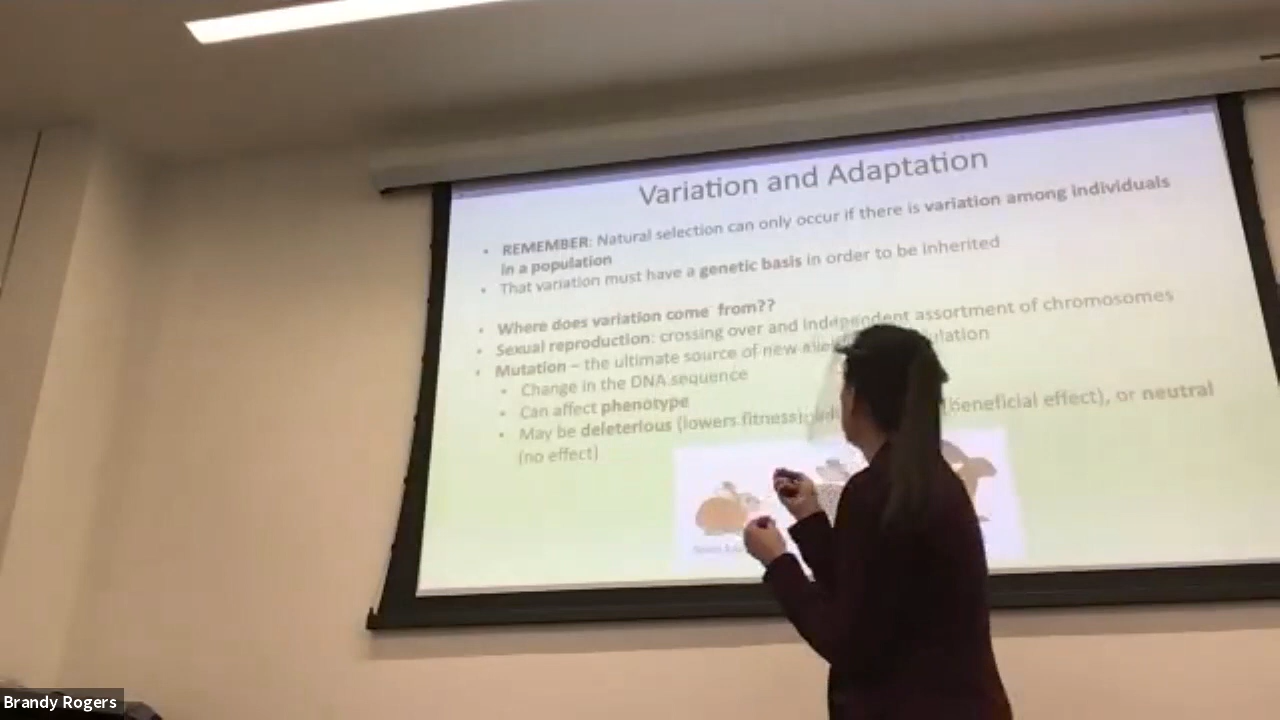 Variation and Adaptation
• REMEMBER: Natural selection can only occur if there is variation among individuals
in a population
• That variation must have a genetic basis in order to be inherited
• Where does variation come from??
• Sexual reproduction: crossing over and independent assortment of chromosomes
• Mutation – the ultimate source of new
• Change in the DNA sequence
• Can affect phenotype
• May be deleterious (lowers fitness) (beneficial effect), or neutral
(no effect)
Brandy Rogers